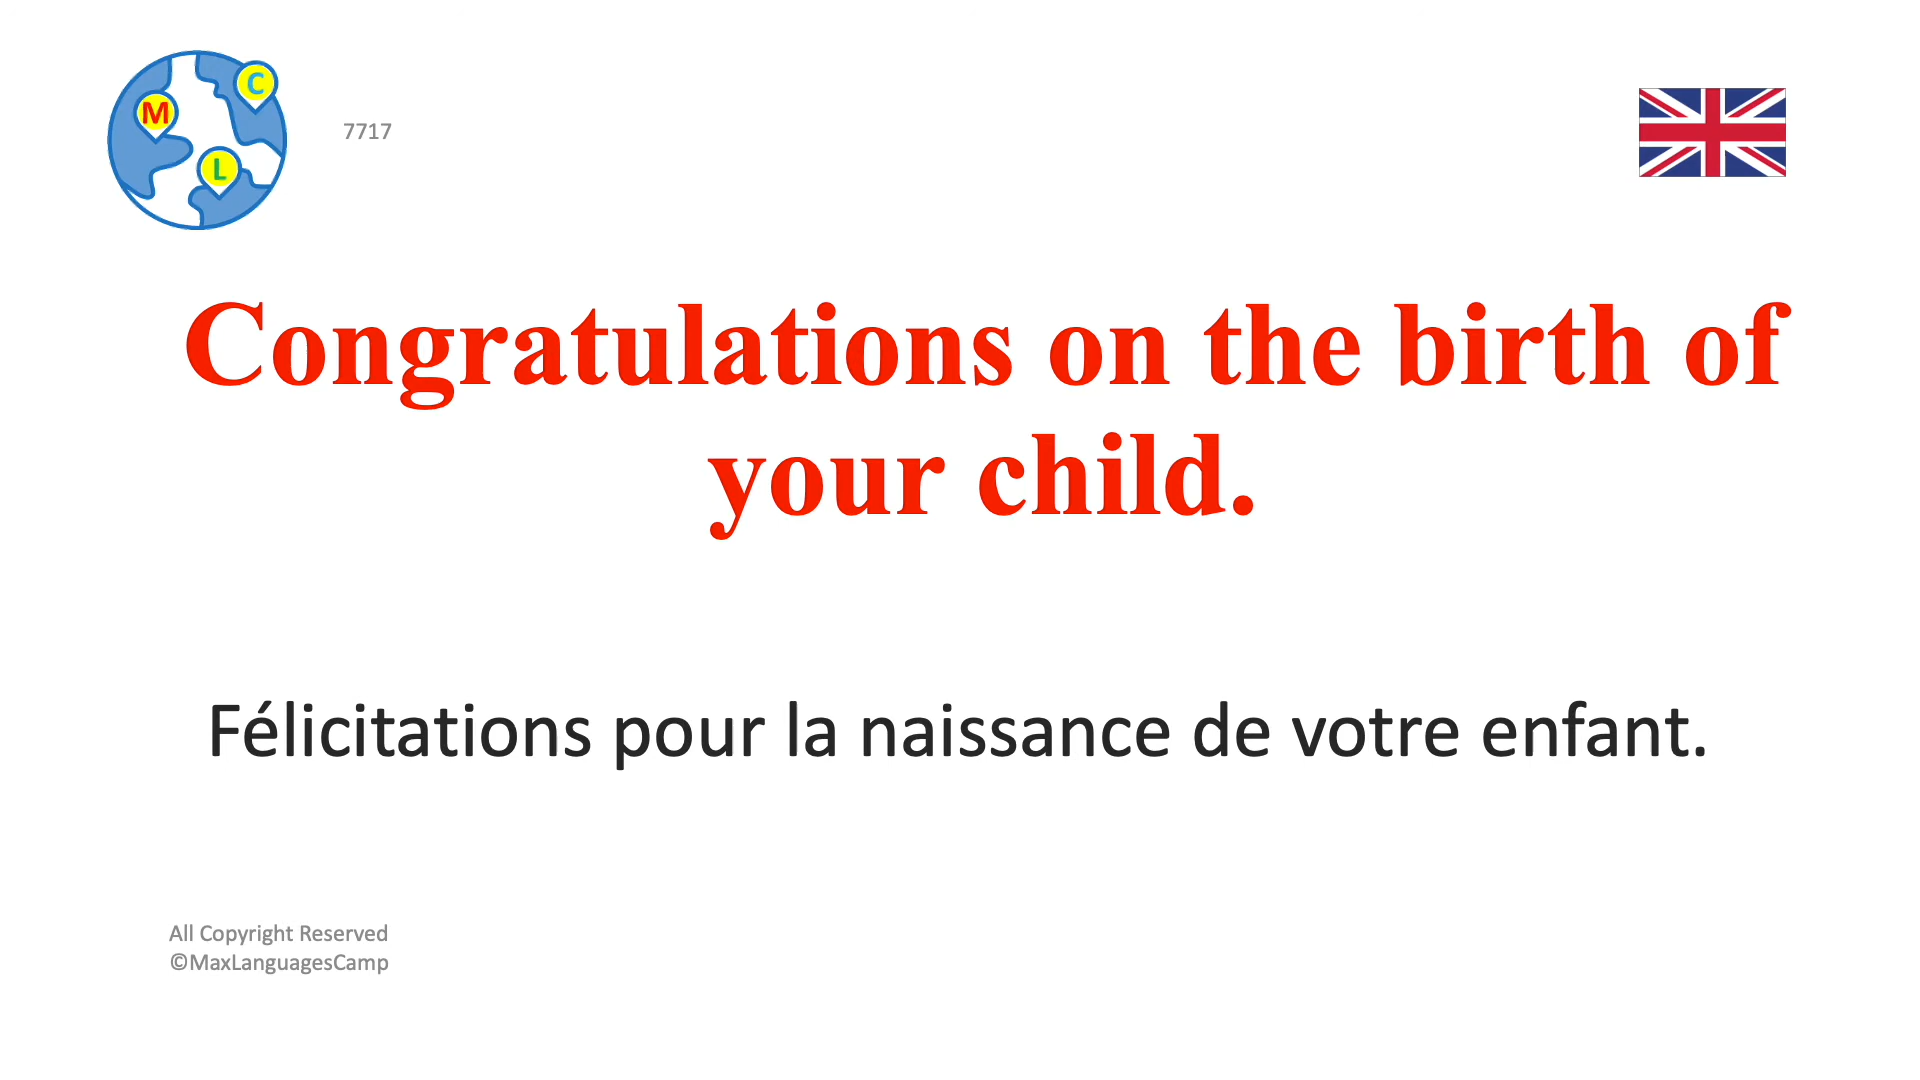 M
C
L
7717
Congratulations on the birth of
your child.
Félicitations pour la naissance de votre enfant.
All Copyright Reserved
©MaxLanguagesCamp